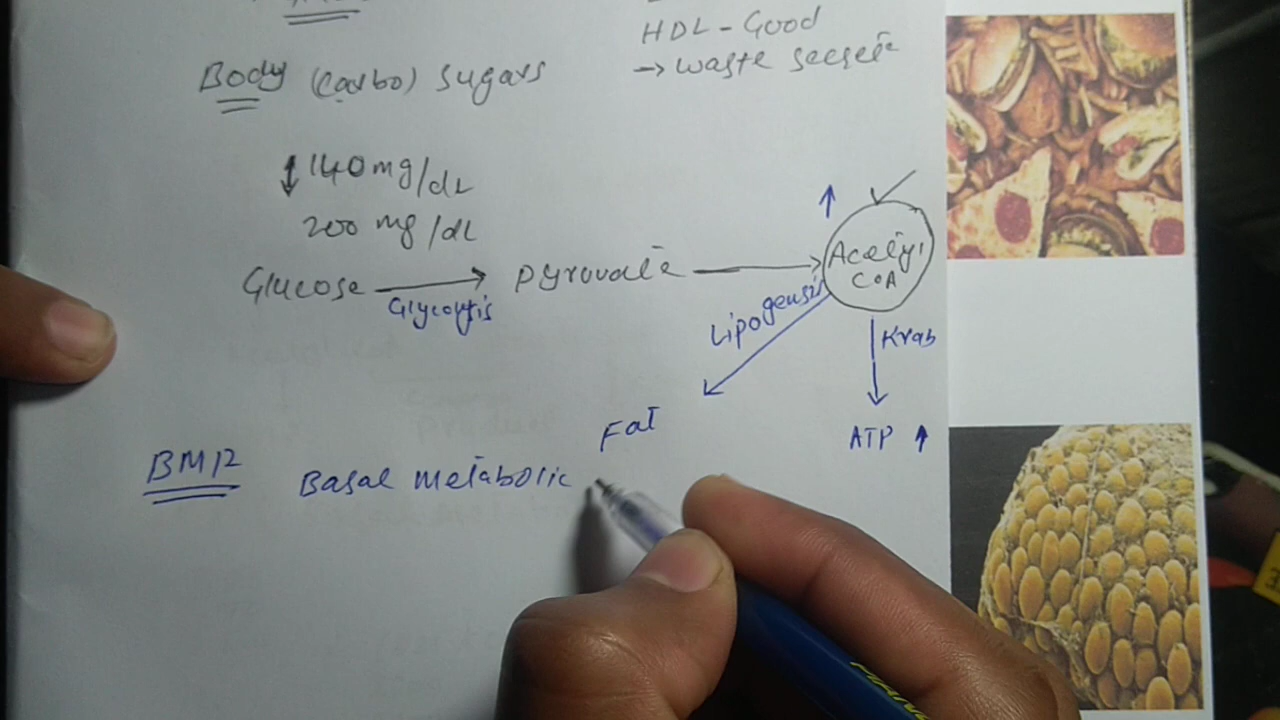 HDL - Good
→ waste secrete
Body (carbo) sugars
↓ 140 mg/dL
200 mg/dL
Glucose → pyruvate → Acetyl CoA ↑
Glycolysis
Lipogensis
Krab
Fat
ATP ↑
BMR Basal metabolic